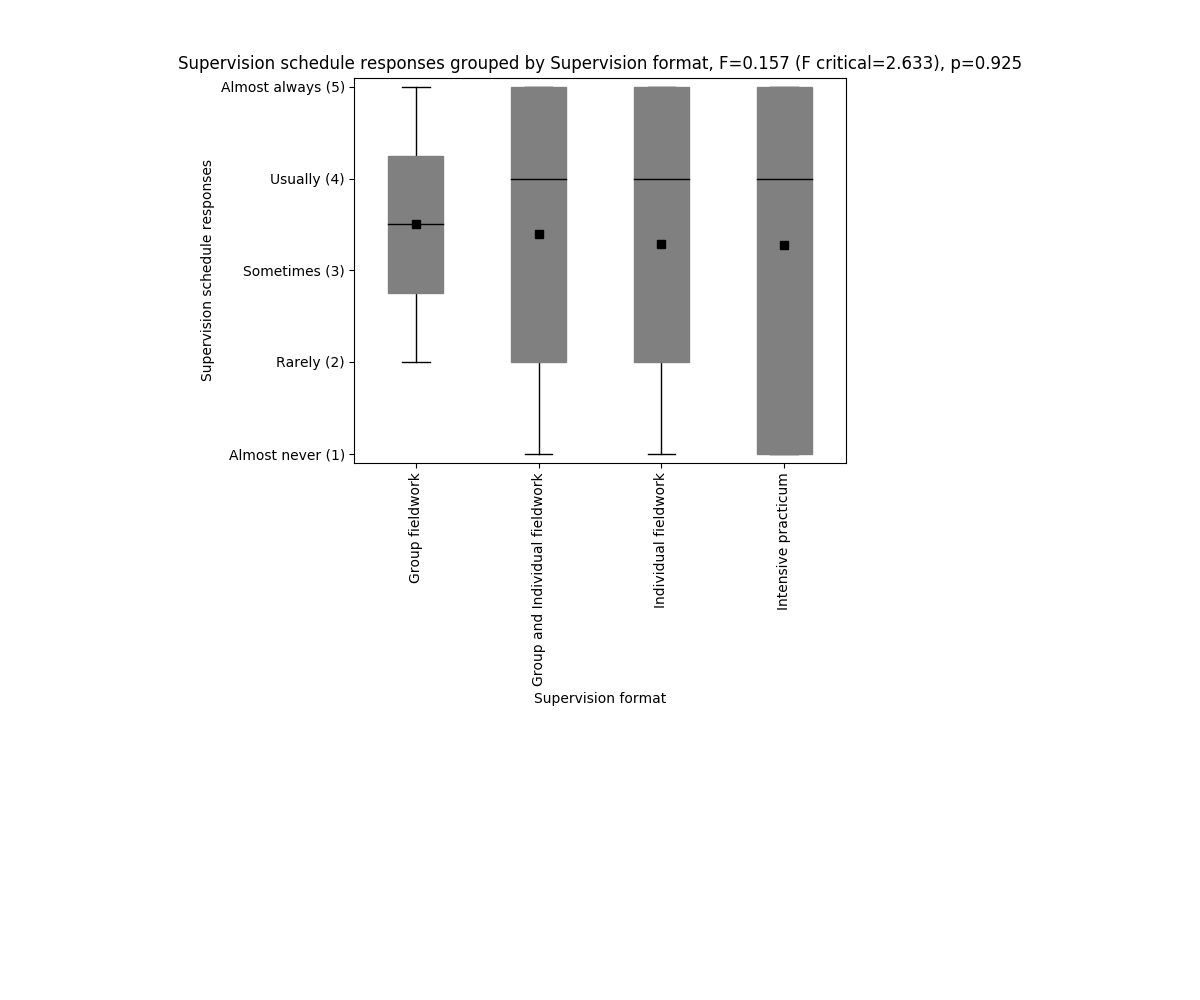 Supervision schedule responses grouped by Supervision format, F=0.157 (F critical=2.633), p=0.925
Supervision schedule responses
Almost always (5)
Usually (4)
Sometimes (3)
Rarely (2)
Almost never (1)
Group fieldwork
Group and Individual fieldwork
Individual fieldwork
Intensive practicum
Supervision format